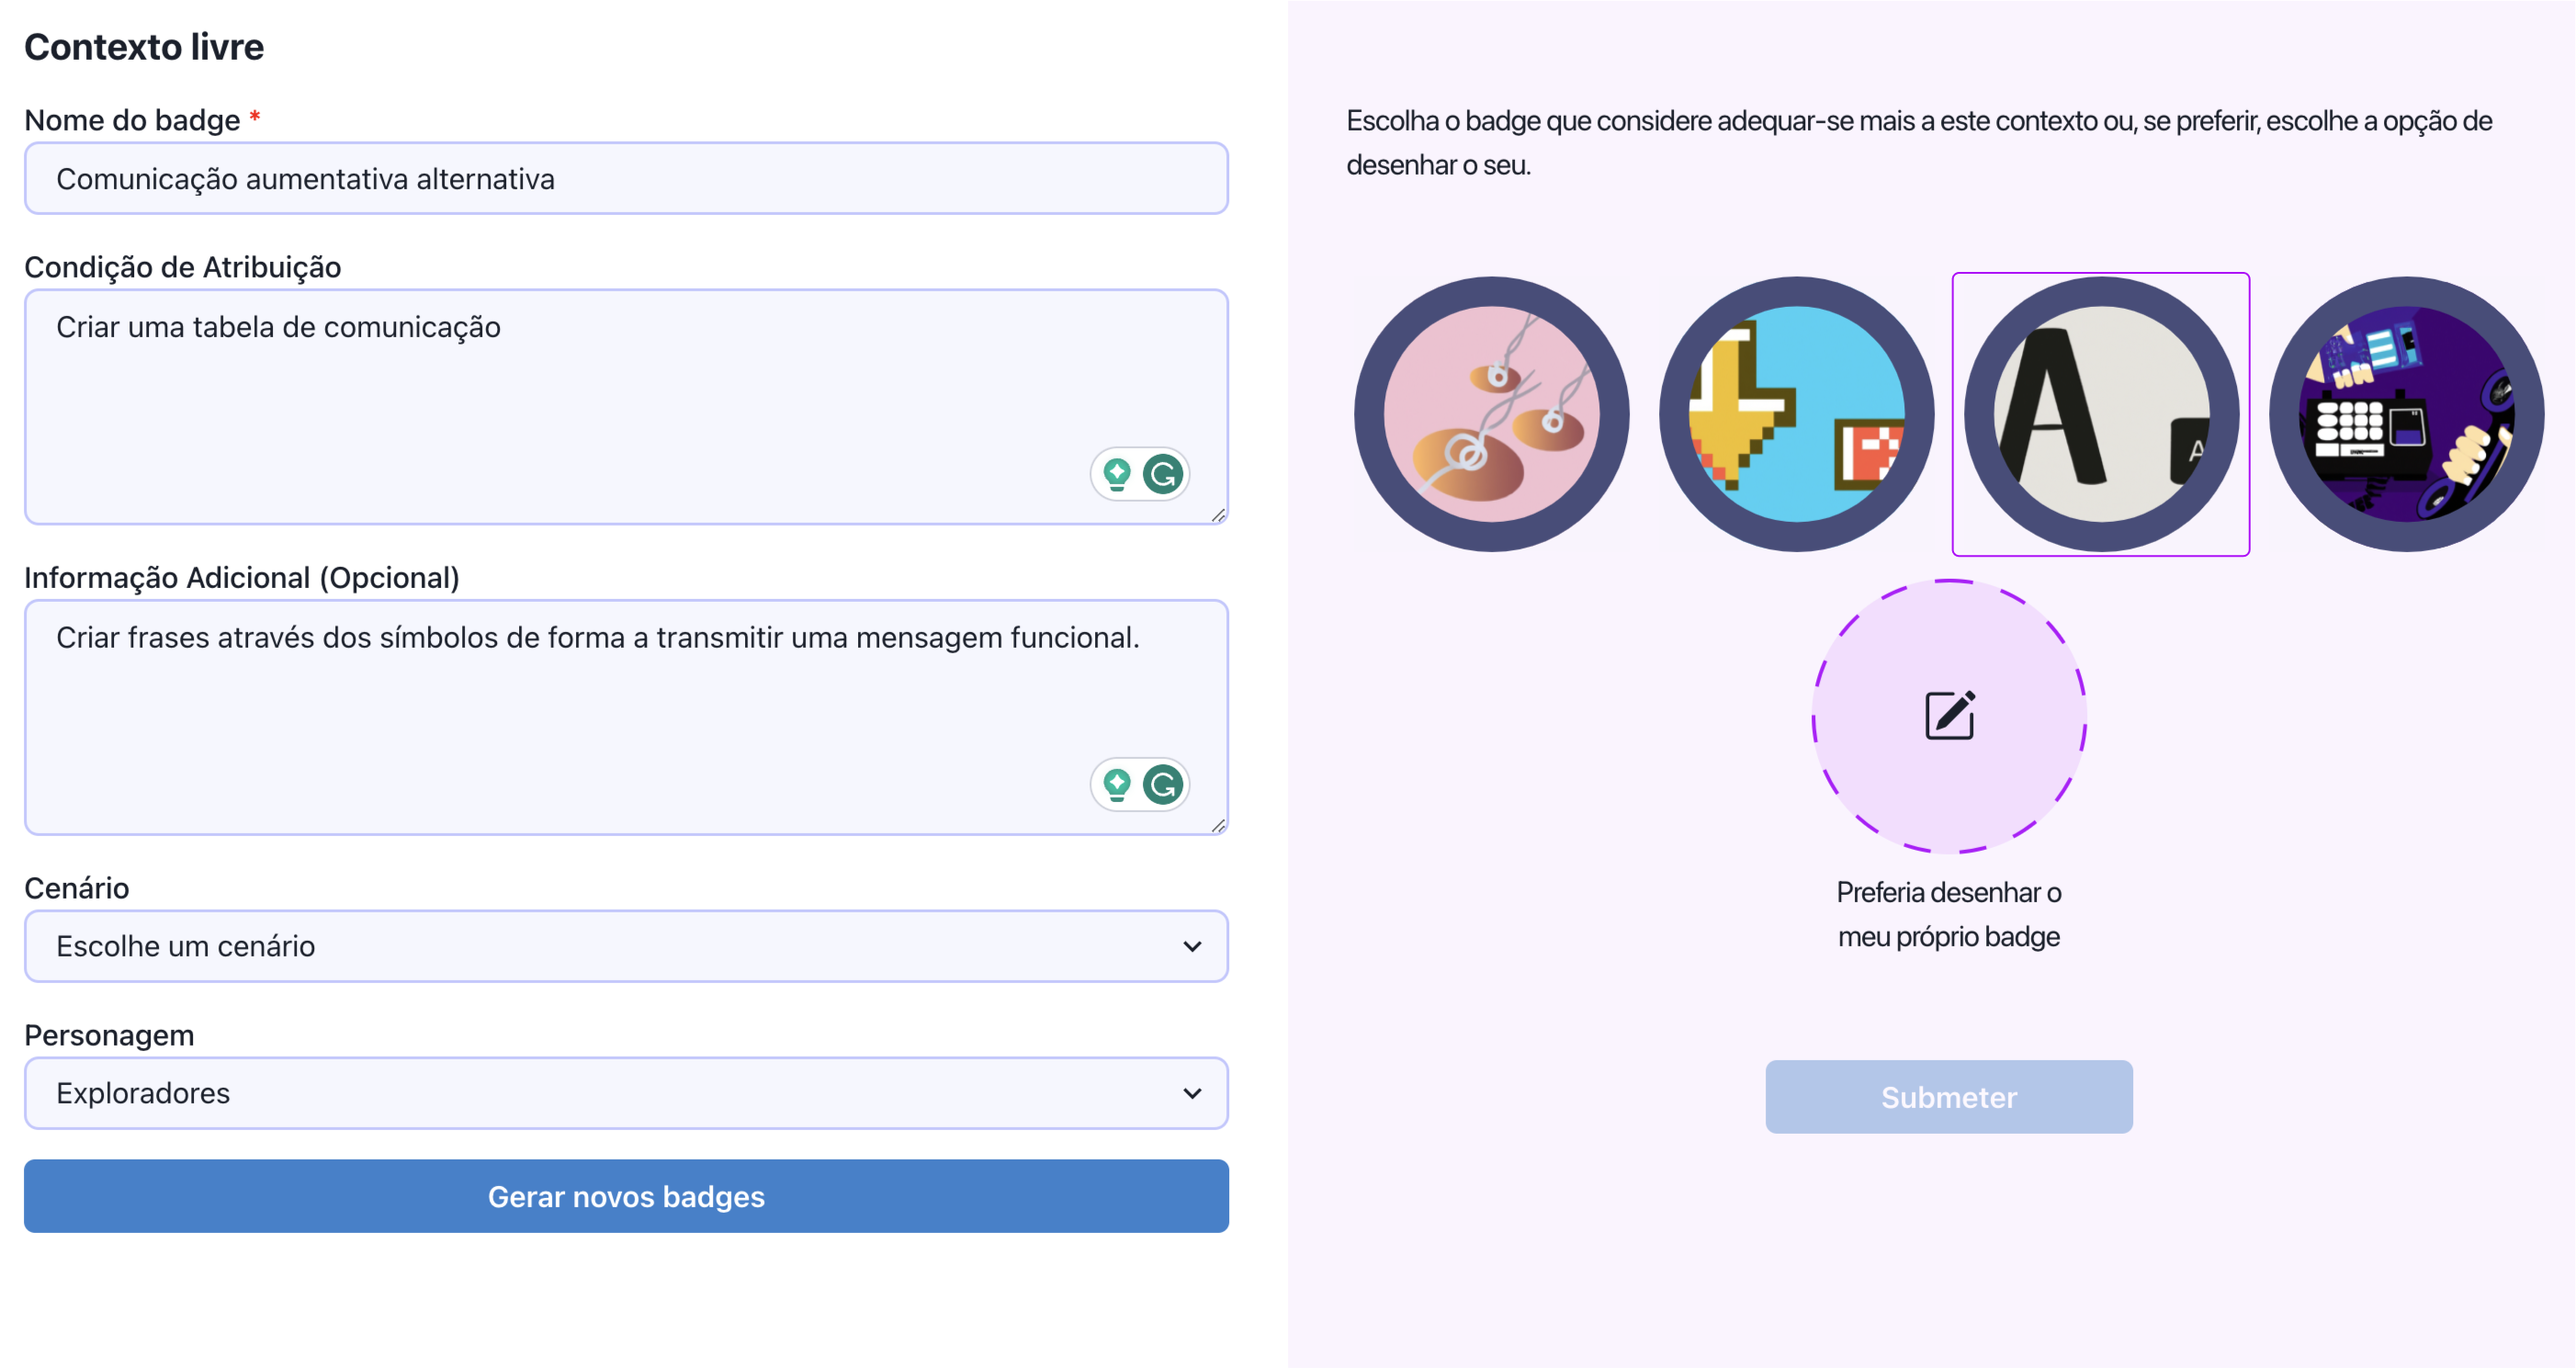 Contexto livre
Nome do badge *
Comunicação aumentativa alternativa
Condição de Atribuição
Criar uma tabela de comunicação
Informação Adicional (Opcional)
Criar frases através dos símbolos de forma a transmitir uma mensagem funcional.
Cenário
Escolhe um cenário
Personagem
Exploradores
Gerar novos badges
Escolha o badge que considere adequar-se mais a este contexto ou, se preferir, escolhe a opção de
desenhar o seu.
A
A
Preferia desenhar o
meu próprio badge
Submeter